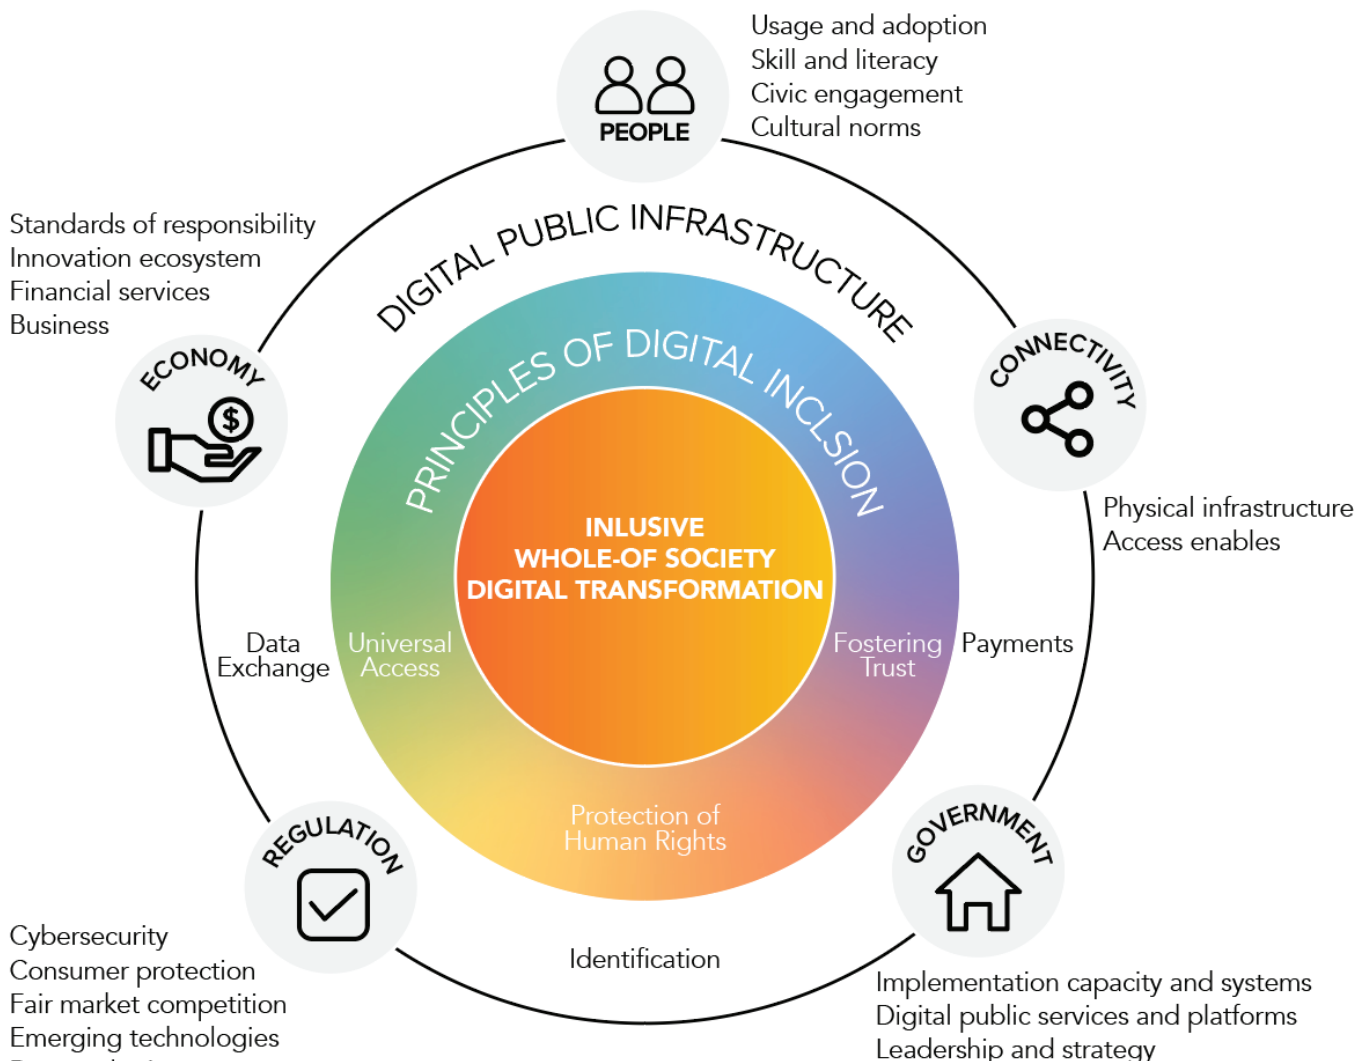 Usage and adoption
Skill and literacy
Civic engagement
Cultural norms
PEOPLE
Standards of responsibility
Innovation ecosystem
Financial services
Business
ECONOMY
$
DIGITAL PUBLIC INFRASTRUCTURE
CONNECTIVITY
Physical infrastructure
Access enables
PRINCIPLES OF DIGITAL INCLSION
INLUSIVE
WHOLE-OF SOCIETY
DIGITAL TRANSFORMATION
Data
Exchange
Universal
Access
Fostering
Trust
Payments
Protection of
Human Rights
Identification
REGULATION
Cybersecurity
Consumer protection
Fair market competition
Emerging technologies
GOVERNMENT
Implementation capacity and systems
Digital public services and platforms
Leadership and strategy